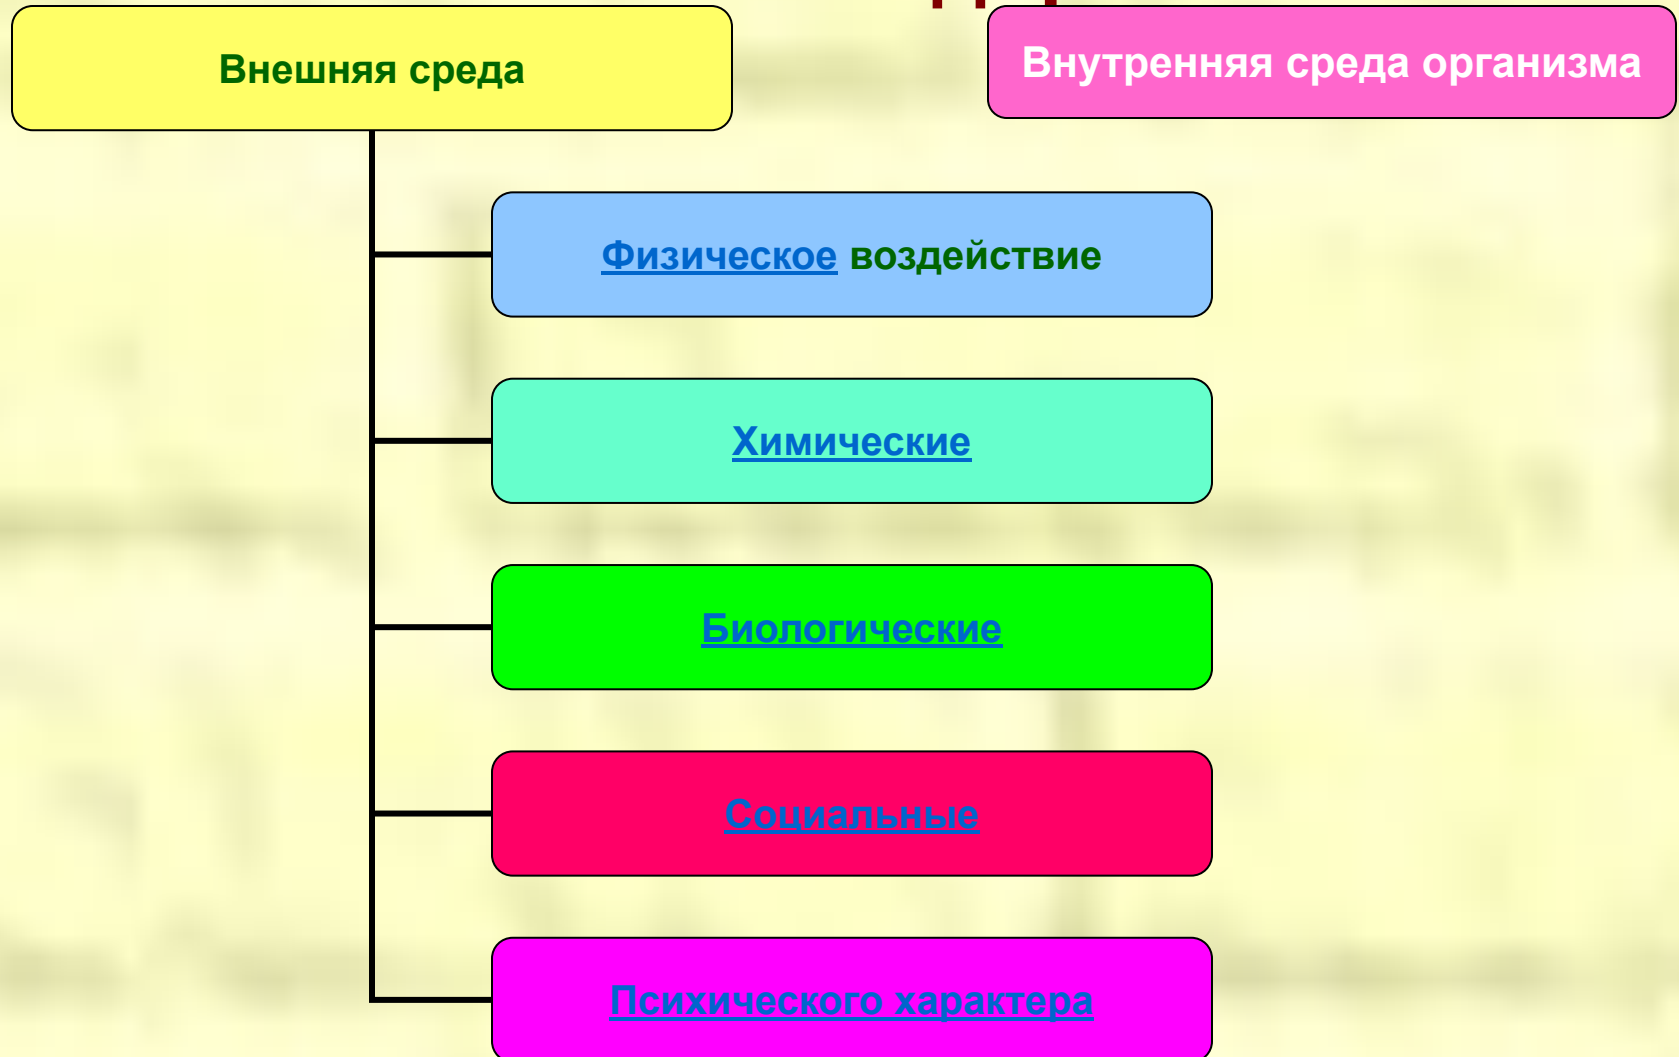 Внешняя среда
Внутренняя среда организма
Физическое воздействие
Химические
Биологические
Социальные
Психического характера